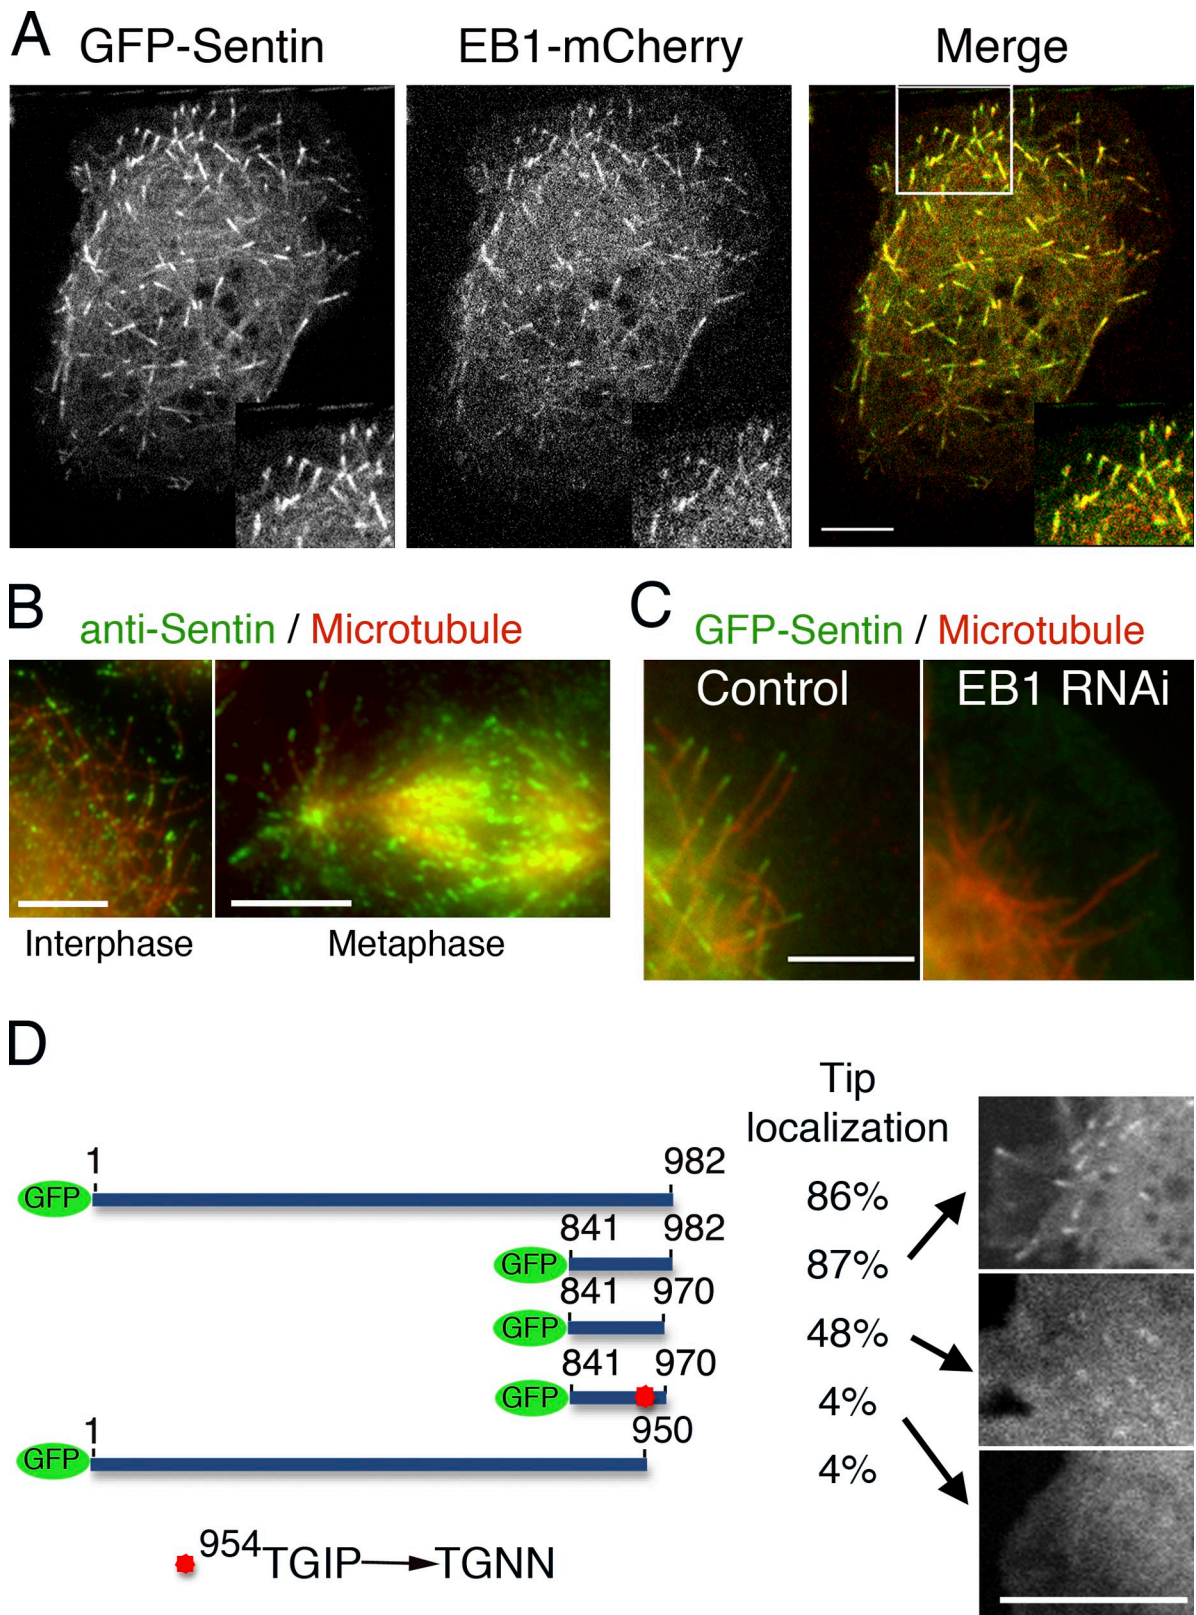 A
GFP-Sentin
EB1-mCherry
Merge
B
anti-Sentin / Microtubule
Interphase
Metaphase
C
GFP-Sentin / Microtubule
Control
EB1 RNAi
D
Tip
localization
GFP
1
982
86%
GFP
841
982
87%
GFP
841
970
48%
GFP
841
970
4%
GFP
1
950
4%
954TGIP TGNN